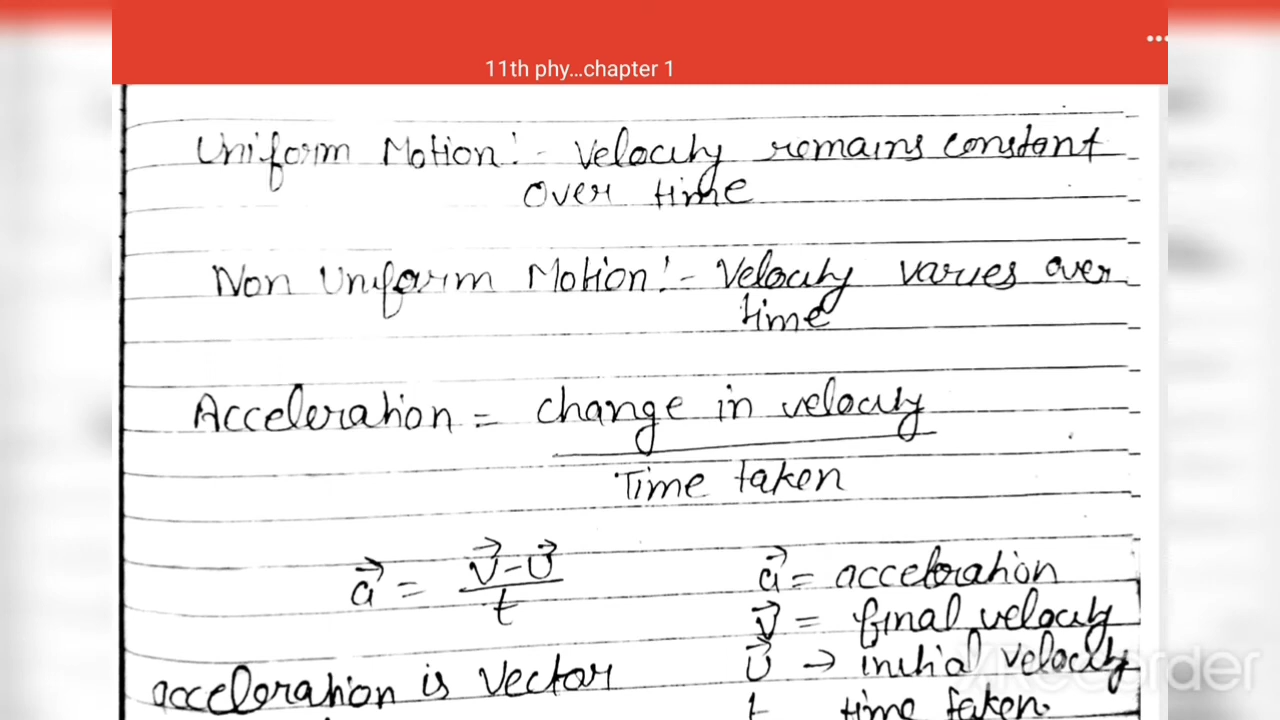 11th phy...chapter 1
Uniform Motion:- Velocity remains constant
over time
Non Uniform Motion:- Velocity varies over
time
Acceleration = change in velocity
Time taken
a⃗ = v⃗-u⃗
t
a⃗ = acceleration
v⃗ = final velocity
u⃗ → initial velocity
t time taken.
acceleration is vector
Recorder